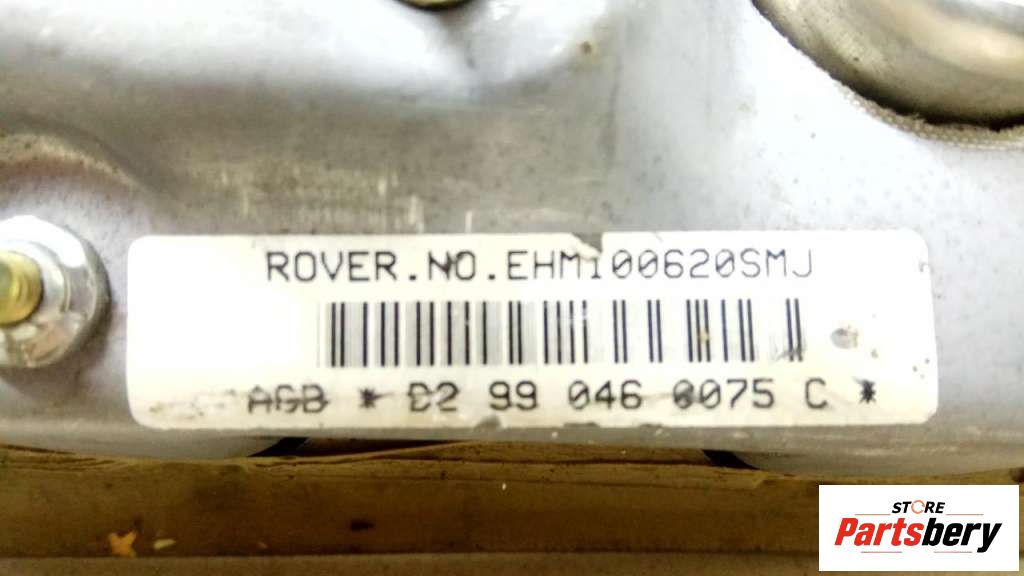 ROVER.NO.EHM100620SMJ
AGB * D2 99 046 0075 C *
STORE
Partsbery